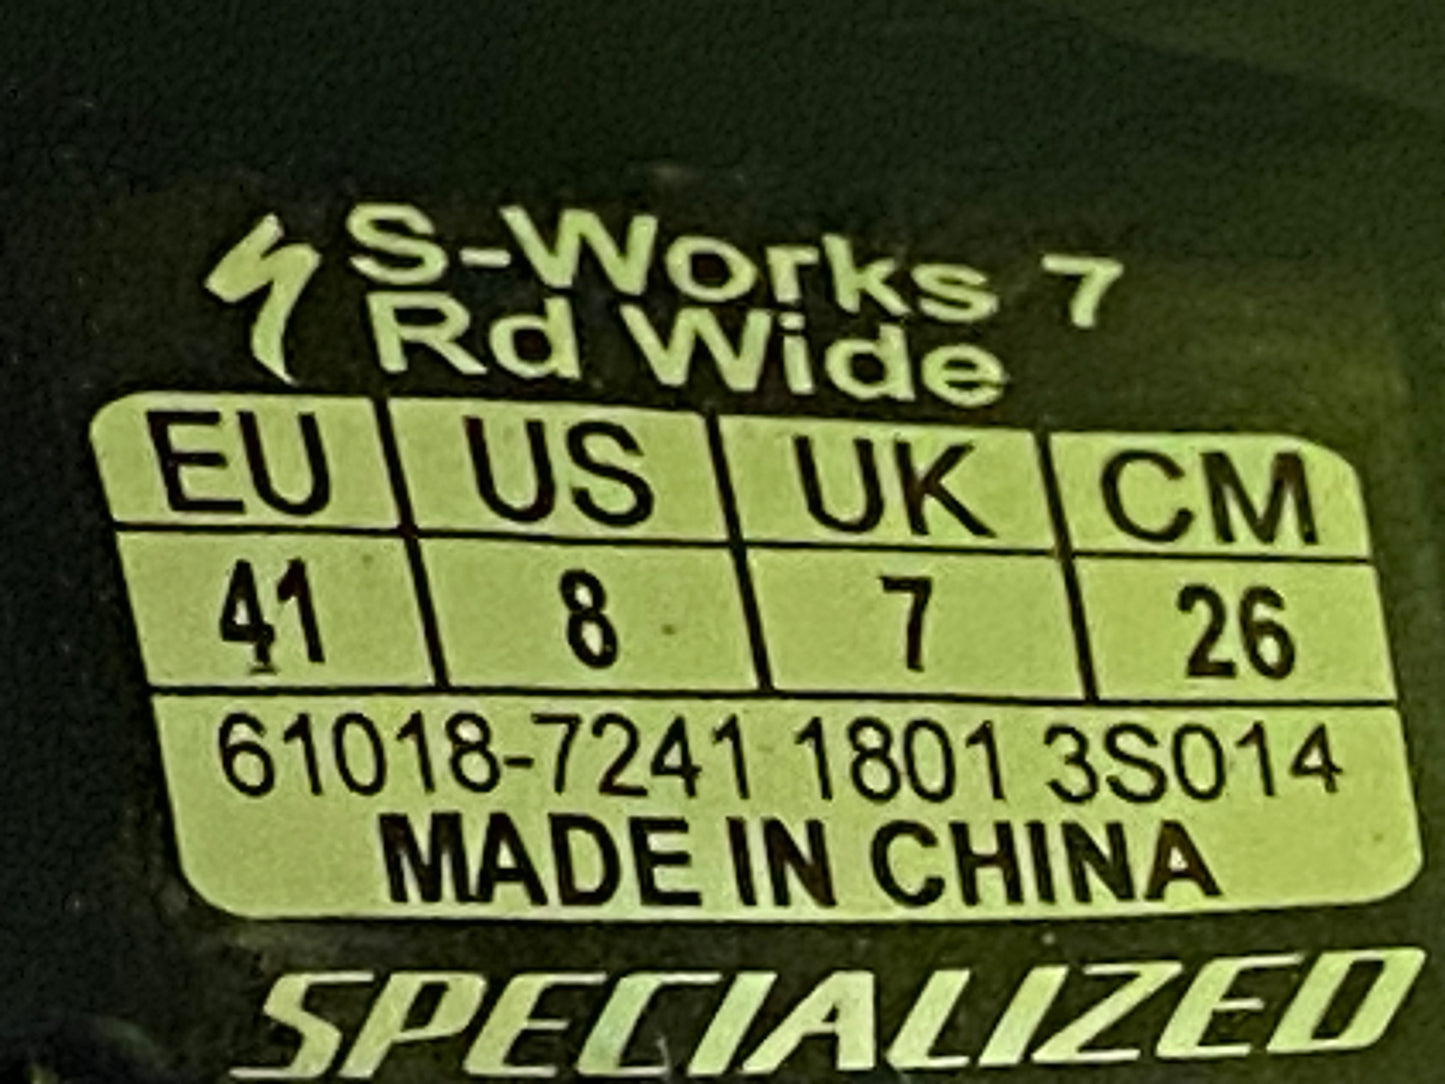 S-Works 7
Rd Wide
EU US UK CM
41 8 7 26
61018-7241 1801 3S014
MADE IN CHINA
SPECIALIZED